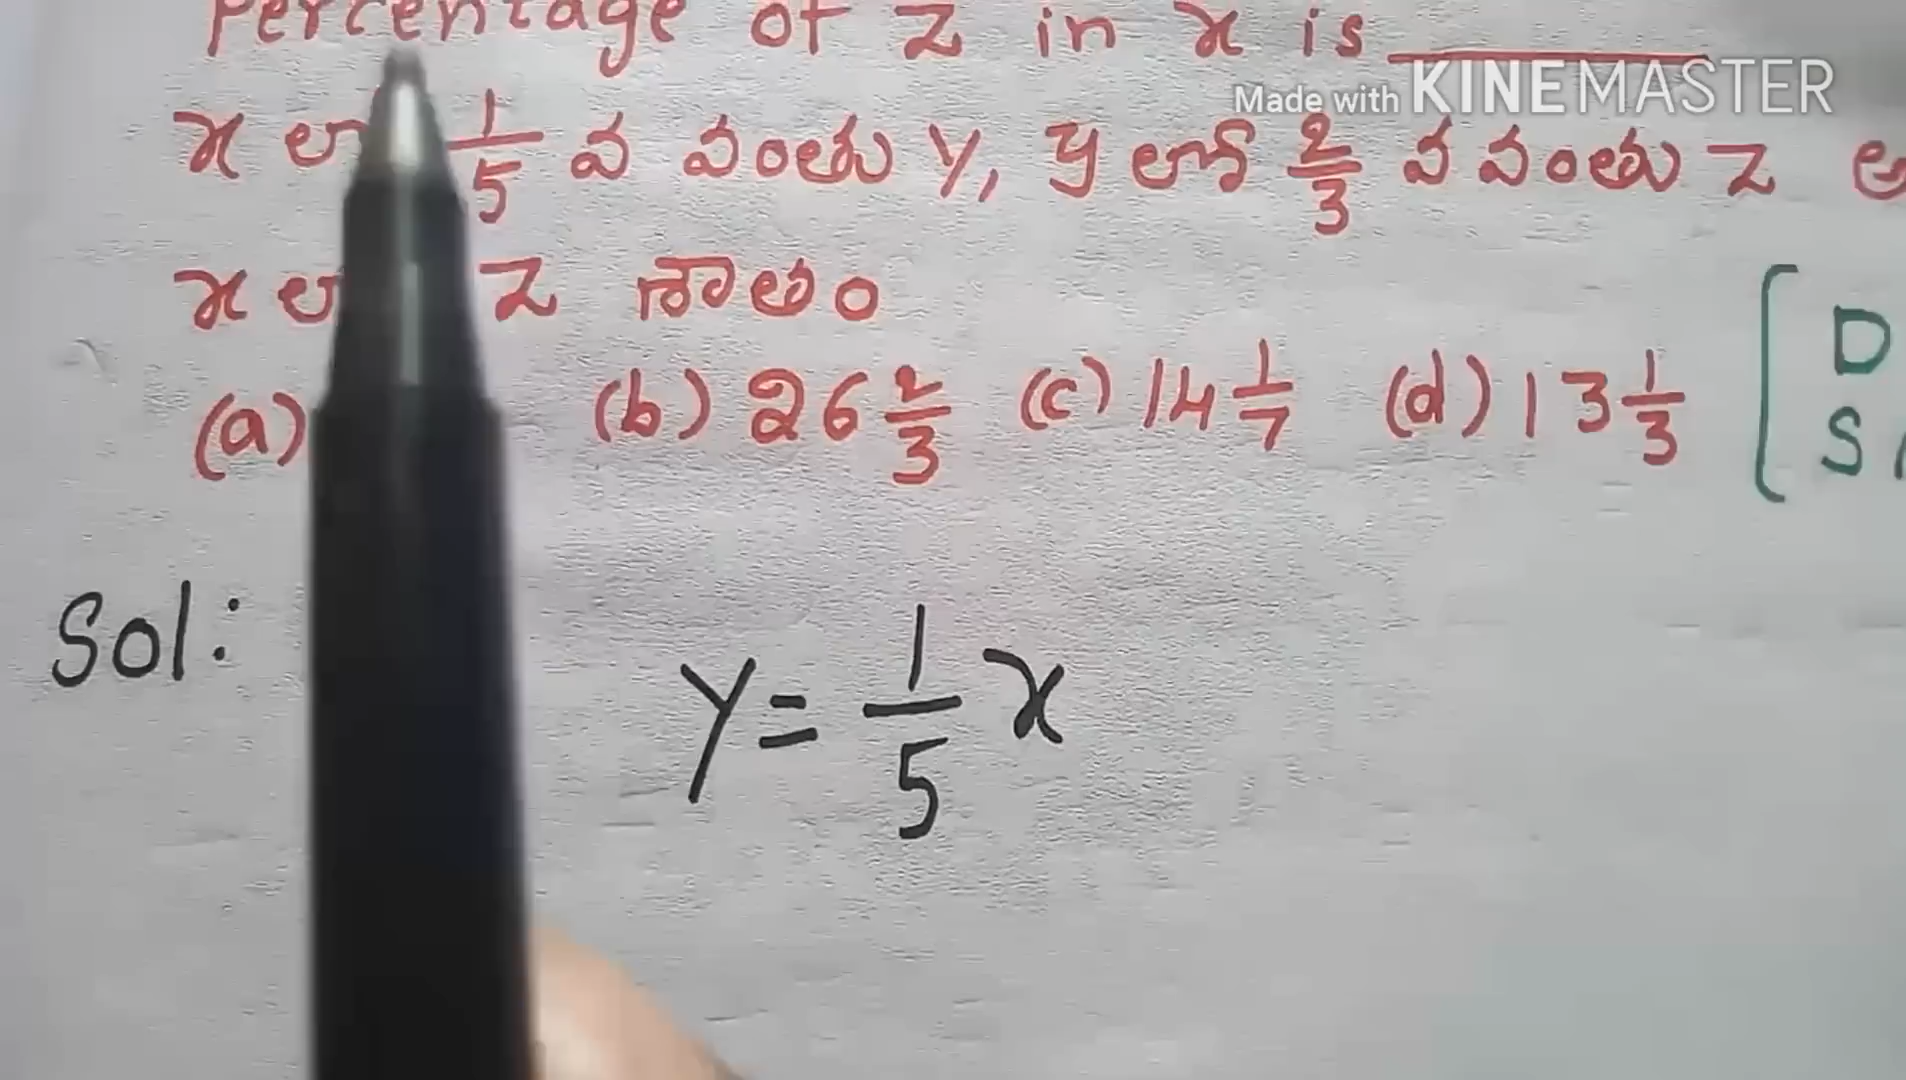 Percentage of Z in x is ______
Made with KINEMASTER
x 1/5 వ వంతు y, y లో 2/3 వ వంతు Z
x Z శాతం
(a) (b) 26 2/3 (c) 14 1/7 (d) 13 1/3 [ D
S
Sol:
y = 1/5 x